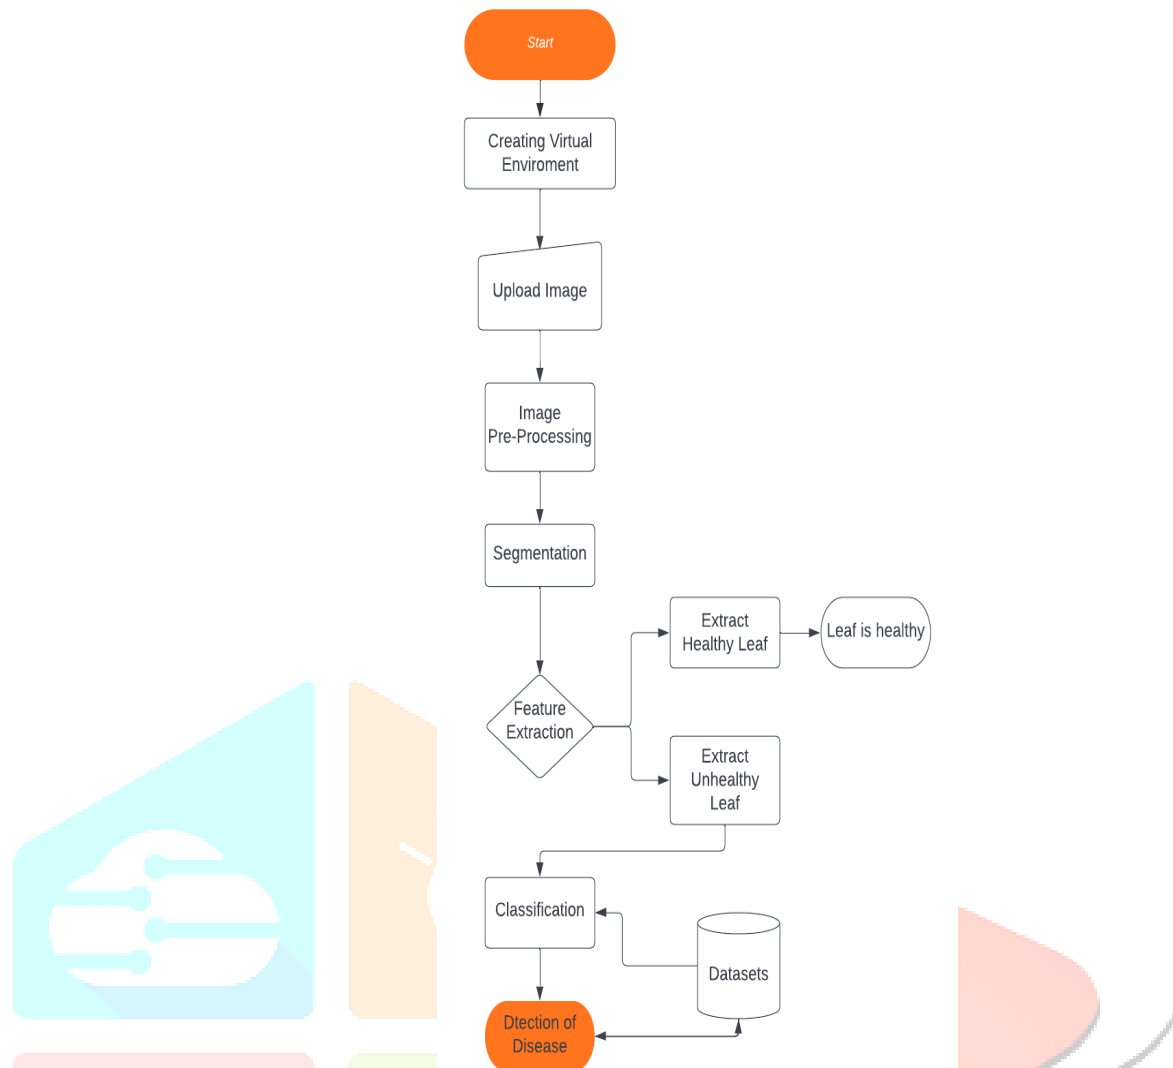 Start
Creating Virtual
Enviroment
Upload Image
Image
Pre-Processing
Segmentation
Feature
Extraction
Extract
Healthy Leaf
Leaf is healthy
Extract
Unhealthy
Leaf
Classification
Datasets
Dtection of
Disease